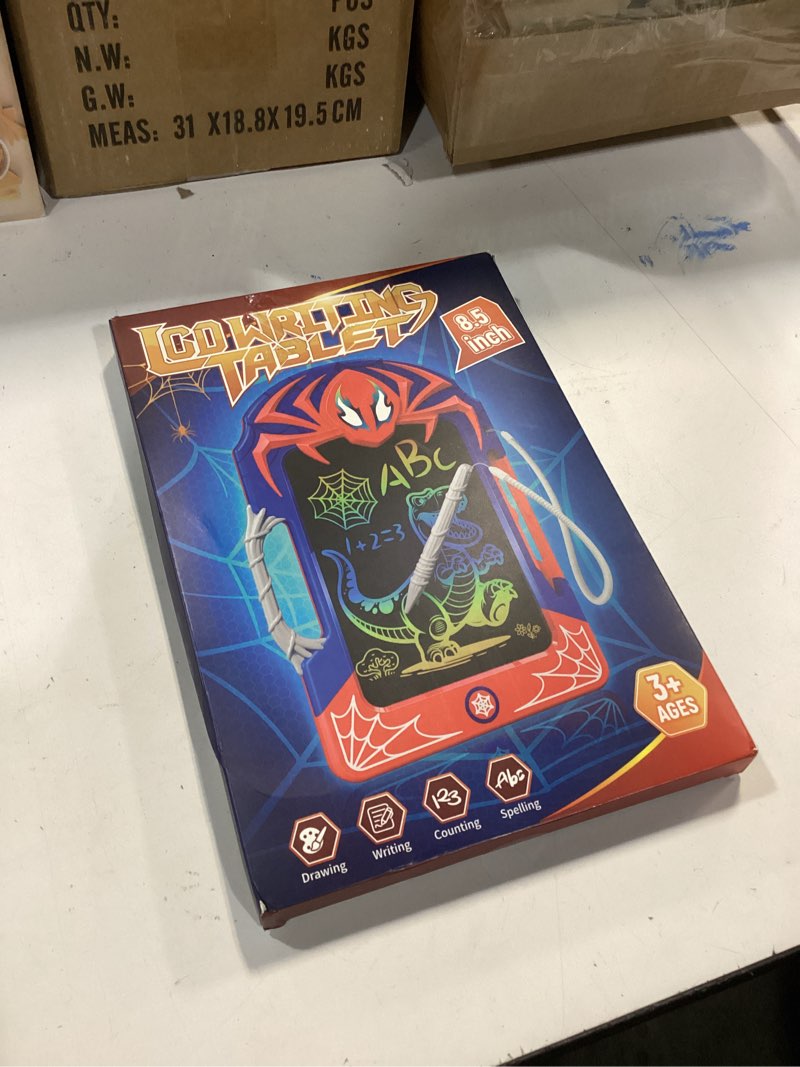 QTY:
PCS
N.W:
KGS
G.W:
KGS
MEAS: 31 X18.8X19.5CM
LCD WRITING
TABLET
8.5
inch
ABC
1+2=3
3+
AGES
123
Abc
Drawing
Writing
Counting
Spelling